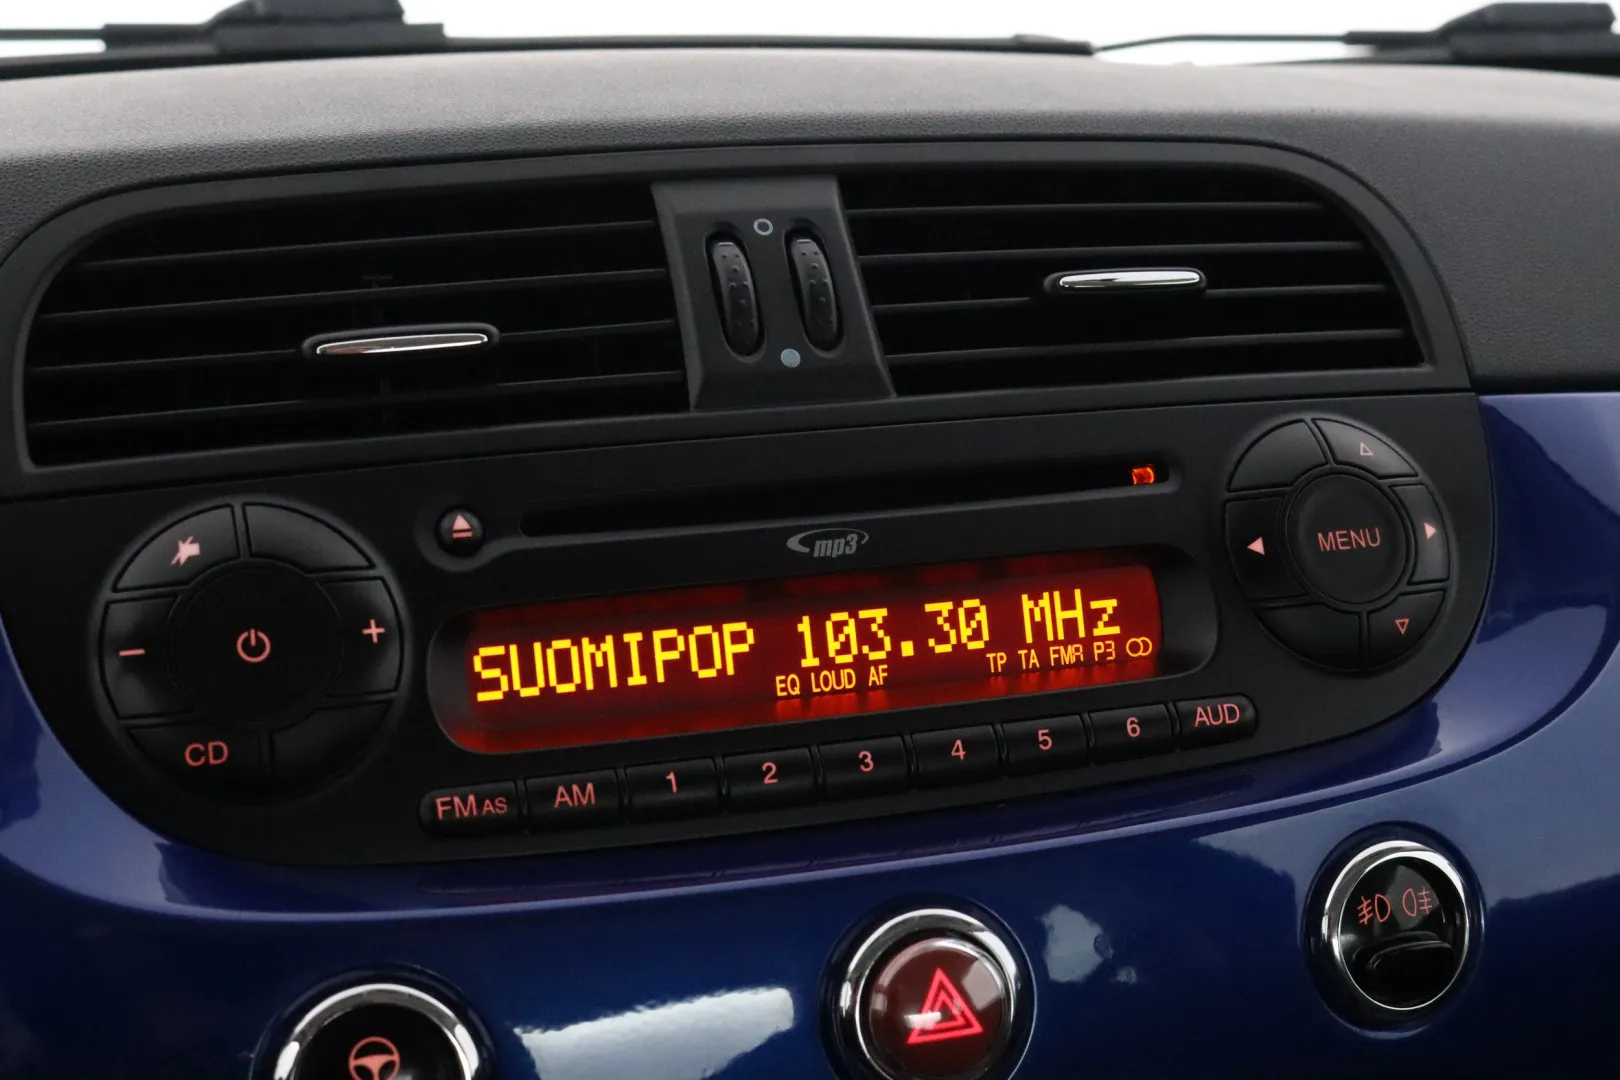 mp3
MENU
SUOMIPOP 103.30 MHz
EQ LOUD AF TP TA FMA P3
CD
FM AS AM 1 2 3 4 5 6 AUD